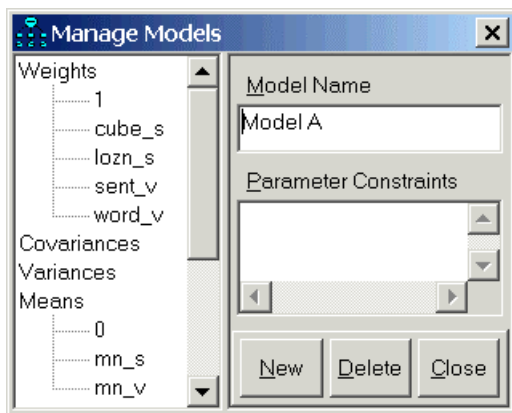 Manage Models
Weights
1
cube_s
lozn_s
sent_v
word_v
Covariances
Variances
Means
0
mn_s
mn_v
Model Name
Model A
Parameter Constraints
New
Delete
Close